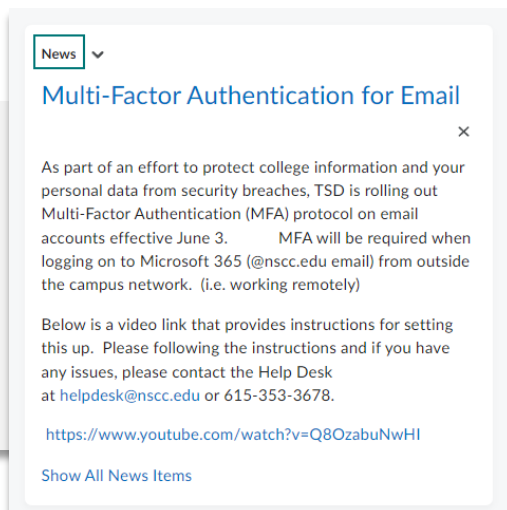 News
Multi-Factor Authentication for Email
As part of an effort to protect college information and your
personal data from security breaches, TSD is rolling out
Multi-Factor Authentication (MFA) protocol on email
accounts effective June 3. MFA will be required when
logging on to Microsoft 365 (@nscc.edu email) from outside
the campus network. (i.e. working remotely)
Below is a video link that provides instructions for setting
this up. Please following the instructions and if you have
any issues, please contact the Help Desk
at helpdesk@nscc.edu or 615-353-3678.
https://www.youtube.com/watch?v=Q8OzabuNwHI
Show All News Items